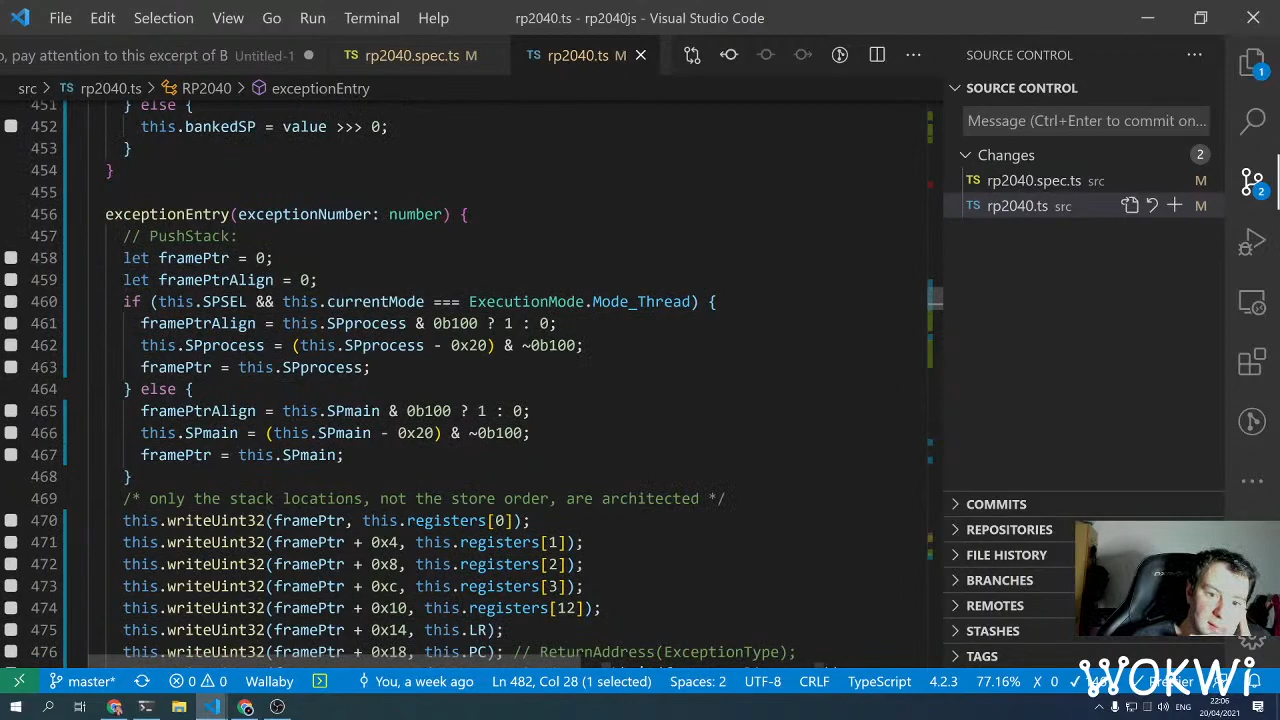 File Edit Selection View Go Run Terminal Help rp2040.ts - rp2040js - Visual Studio Code
o, pay attention to this excerpt of B Untitled-1 TS rp2040.spec.ts M TS rp2040.ts M
src > TS rp2040.ts > RP2040 > exceptionEntry
451 } else {
452 this.bankedSP = value >>> 0;
453 }
454 }
455
456 exceptionEntry(exceptionNumber: number) {
457 // PushStack:
458 let framePtr = 0;
459 let framePtrAlign = 0;
460 if (this.SPSEL && this.currentMode === ExecutionMode.Mode_Thread) {
461 framePtrAlign = this.SPprocess & 0b100 ? 1 : 0;
462 this.SPprocess = (this.SPprocess - 0x20) & ~0b100;
463 framePtr = this.SPprocess;
464 } else {
465 framePtrAlign = this.SPmain & 0b100 ? 1 : 0;
466 this.SPmain = (this.SPmain - 0x20) & ~0b100;
467 framePtr = this.SPmain;
468 }
469 /* only the stack locations, not the store order, are architected */
470 this.writeUint32(framePtr, this.registers[0]);
471 this.writeUint32(framePtr + 0x4, this.registers[1]);
472 this.writeUint32(framePtr + 0x8, this.registers[2]);
473 this.writeUint32(framePtr + 0xc, this.registers[3]);
474 this.writeUint32(framePtr + 0x10, this.registers[12]);
475 this.writeUint32(framePtr + 0x14, this.LR);
476 this.writeUint32(framePtr + 0x18, this.PC); // ReturnAddress(ExceptionType);
SOURCE CONTROL
SOURCE CONTROL
Message (Ctrl+Enter to commit on...
Changes 2
TS rp2040.spec.ts src M
TS rp2040.ts src M
COMMITS
REPOSITORIES
FILE HISTORY
BRANCHES
REMOTES
STASHES
TAGS
1
2
WOKWi
master* 0 0 Wallaby You, a week ago Ln 482, Col 28 (1 selected) Spaces: 2 UTF-8 CRLF TypeScript 4.2.3 77.16% X 0
ENG 22:06
20/04/2021